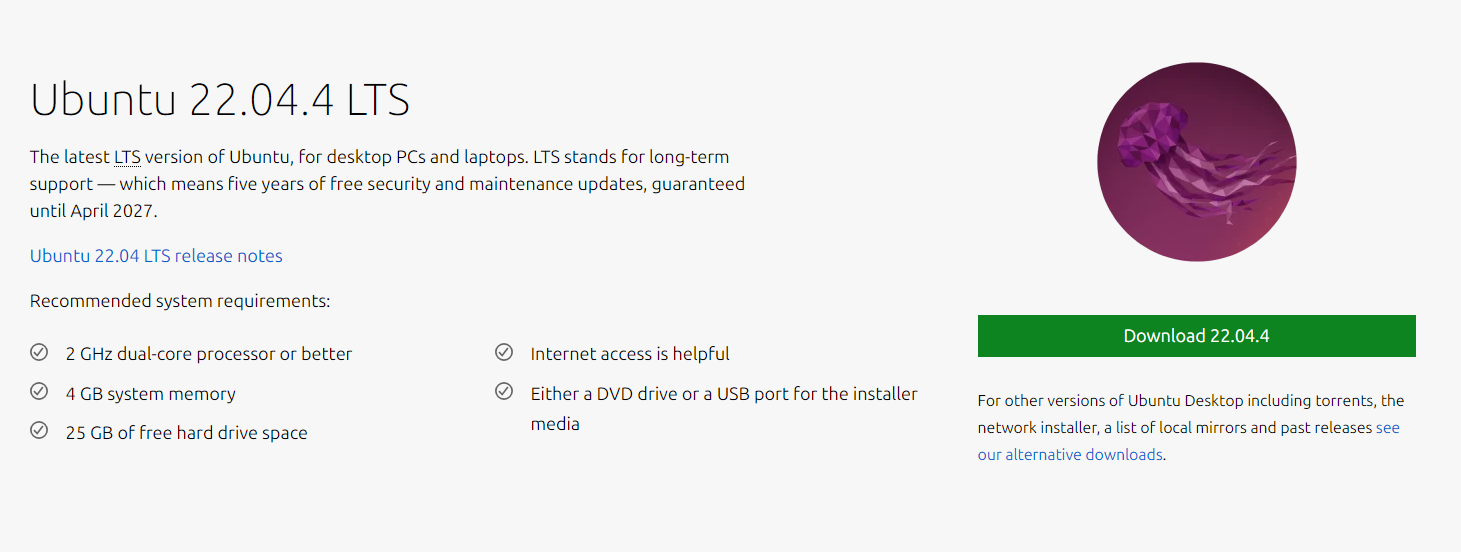 Ubuntu 22.04.4 LTS
The latest LTS version of Ubuntu, for desktop PCs and laptops. LTS stands for long-term
support — which means five years of free security and maintenance updates, guaranteed
until April 2027.
Ubuntu 22.04 LTS release notes
Recommended system requirements:
2 GHz dual-core processor or better
4 GB system memory
25 GB of free hard drive space
Internet access is helpful
Either a DVD drive or a USB port for the installer
media
Download 22.04.4
For other versions of Ubuntu Desktop including torrents, the
network installer, a list of local mirrors and past releases see
our alternative downloads.